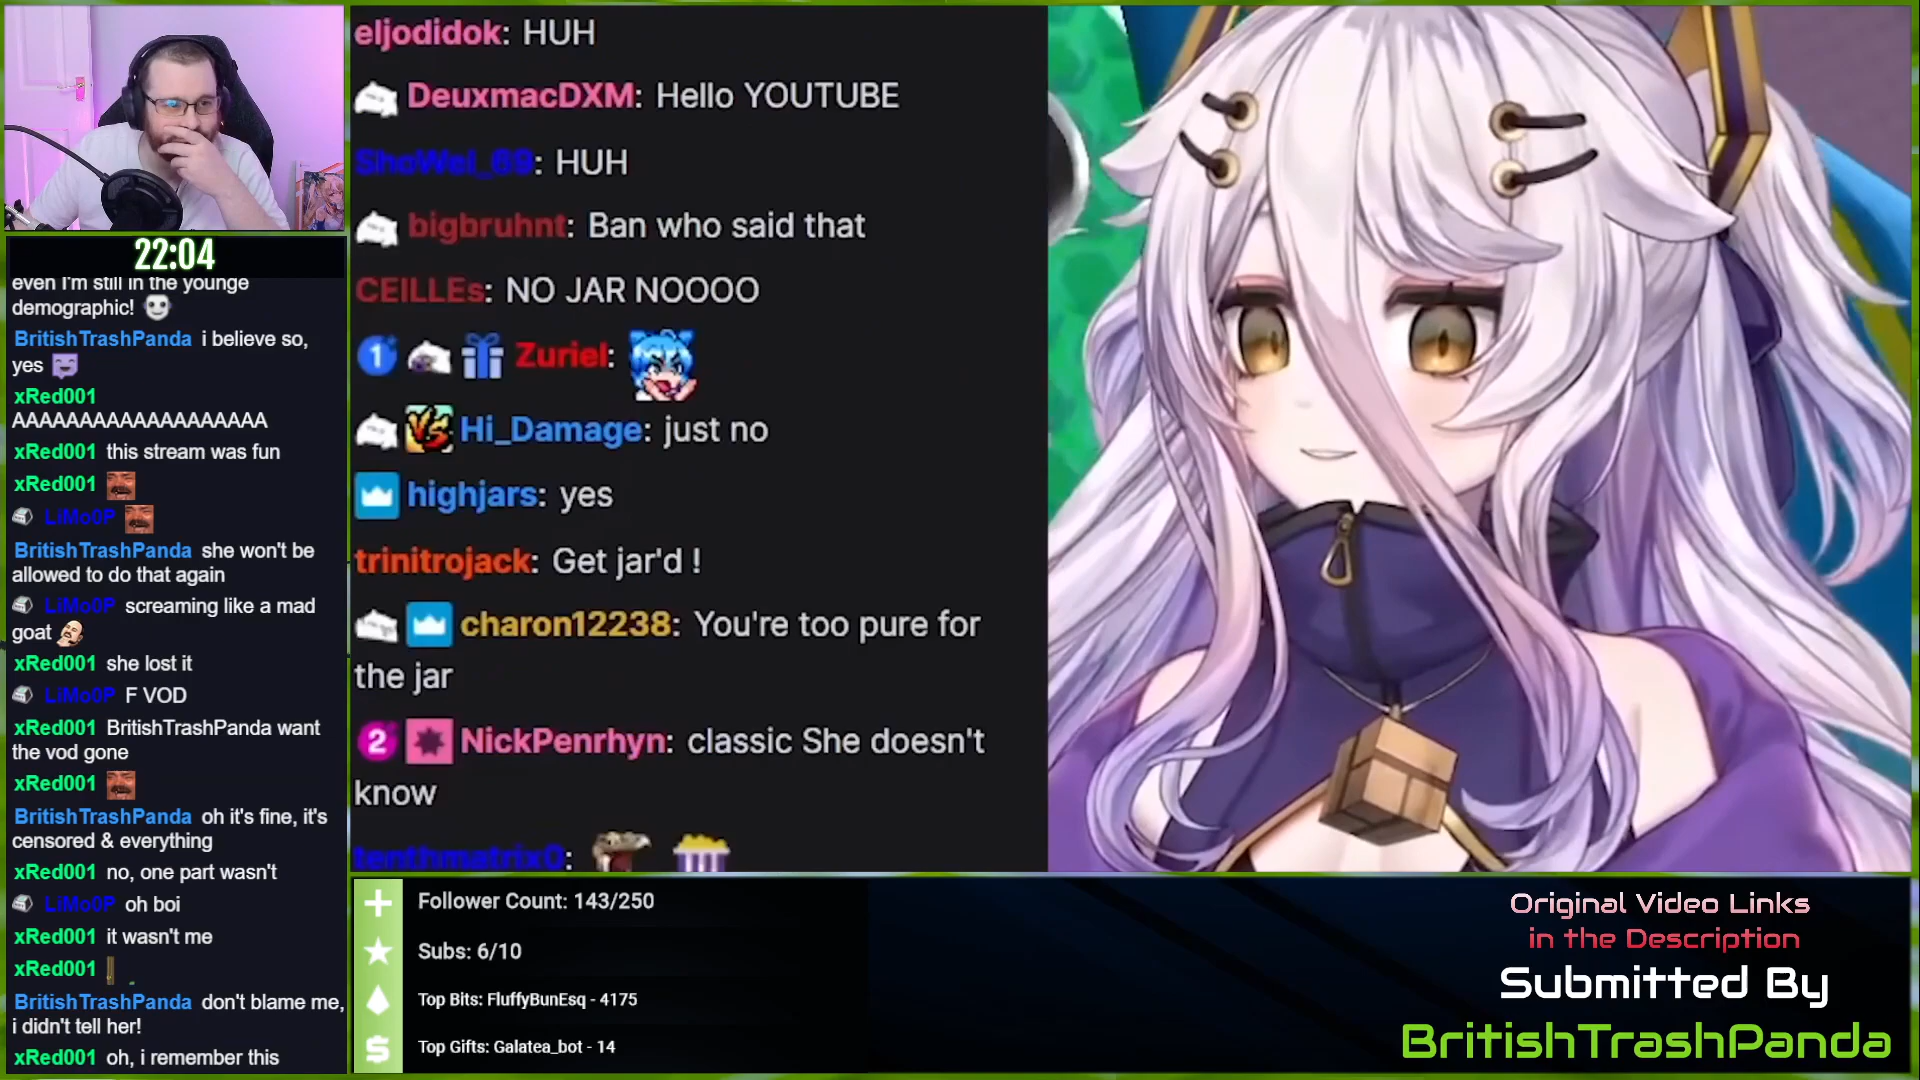 22:04
even I'm still in the younge
demographic!
BritishTrashPanda i believe so,
yes
xRed001
AAAAAAAAAAAAAAAAAAA
xRed001 this stream was fun
xRed001
LiMo0P
BritishTrashPanda she won't be
allowed to do that again
LiMo0P screaming like a mad
goat
xRed001 she lost it
LiMo0P F VOD
xRed001 BritishTrashPanda want
the vod gone
xRed001
BritishTrashPanda oh it's fine, it's
censored & everything
xRed001 no, one part wasn't
LiMo0P oh boi
xRed001 it wasn't me
xRed001
BritishTrashPanda don't blame me,
i didn't tell her!
xRed001 oh, i remember this
eljodidok: HUH
DeuxmacDXM: Hello YOUTUBE
ShoWei_69: HUH
bigbruhnt: Ban who said that
CEILLEs: NO JAR NOOOO
1 Zuriel:
VS Hi_Damage: just no
highjars: yes
trinitrojack: Get jar'd !
charon12238: You're too pure for
the jar
2 NickPenrhyn: classic She doesn't
know
tenthmatrix0:
Follower Count: 143/250
Subs: 6/10
Top Bits: FluffyBunEsq - 4175
Top Gifts: Galatea_bot - 14
Original Video Links
in the Description
Submitted By
BritishTrashPanda